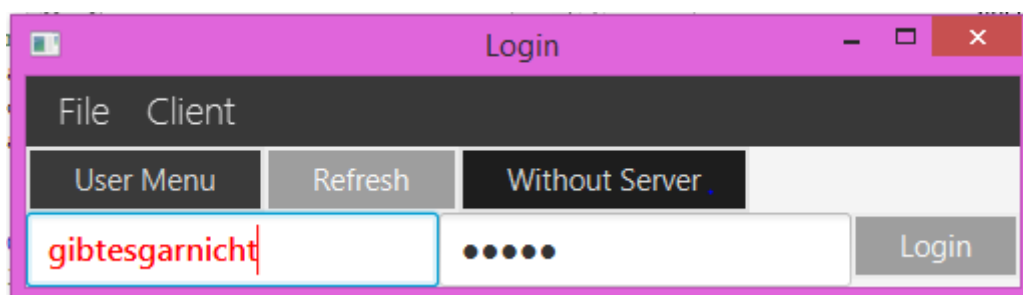 Login
File Client
User Menu Refresh Without Server
gibtesgarnicht ●●●●● Login